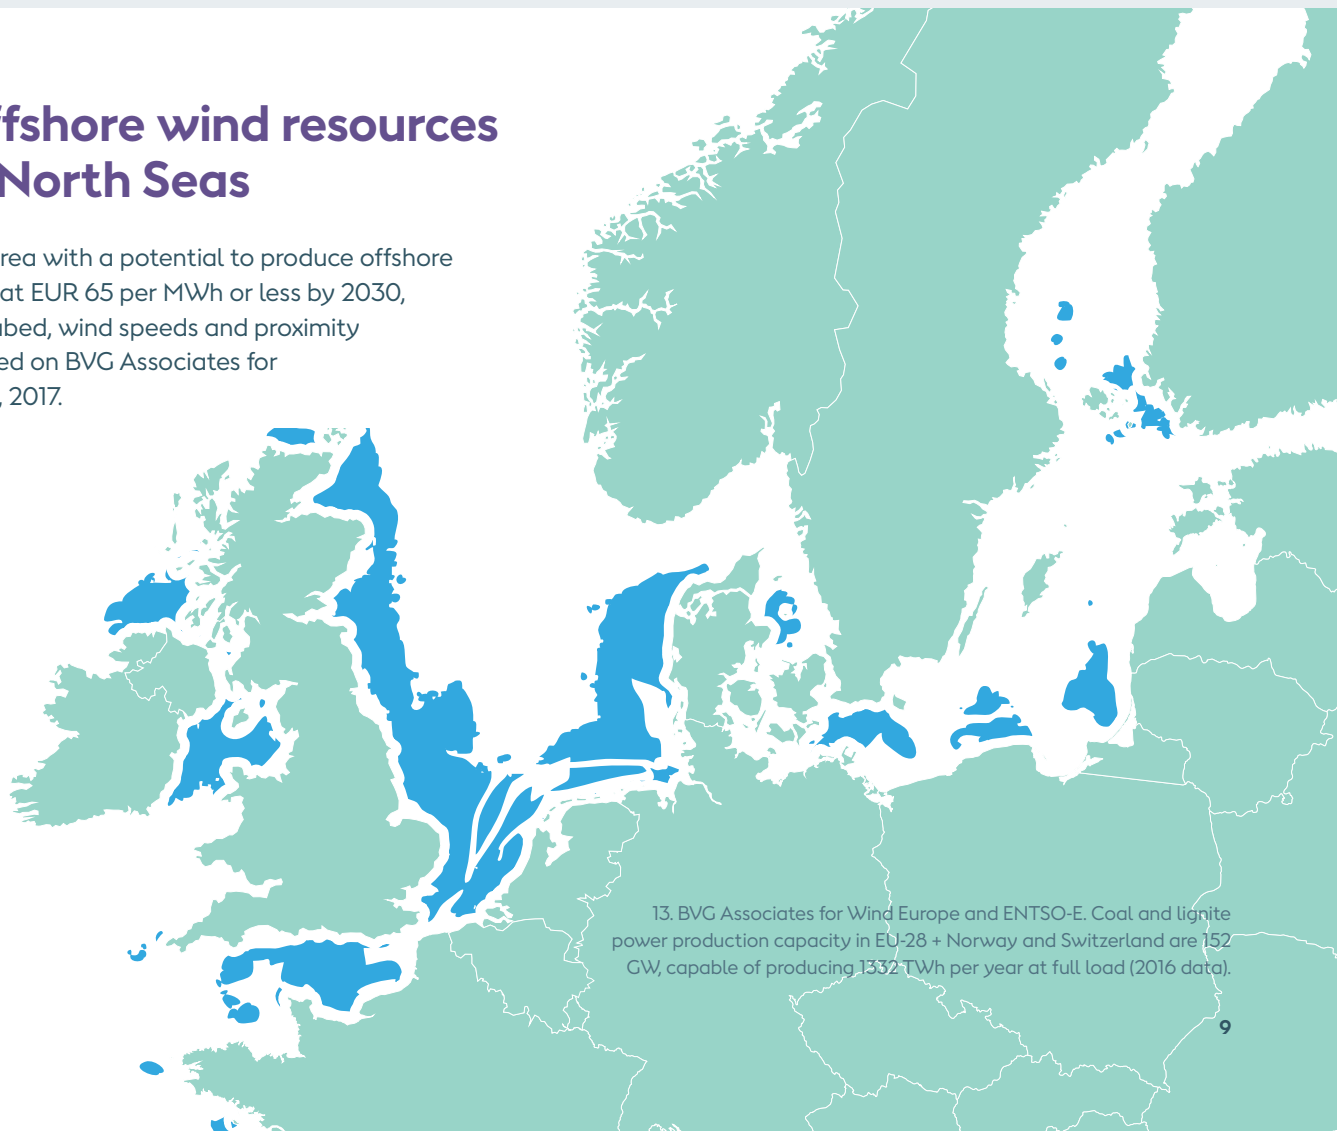 ffshore wind resources
North Seas
rea with a potential to produce offshore
at EUR 65 per MWh or less by 2030,
bed, wind speeds and proximity
ed on BVG Associates for
, 2017.
13. BVG Associates for Wind Europe and ENTSO-E. Coal and lignite
power production capacity in EU-28 + Norway and Switzerland are 152
GW, capable of producing 1332 TWh per year at full load (2016 data).
9